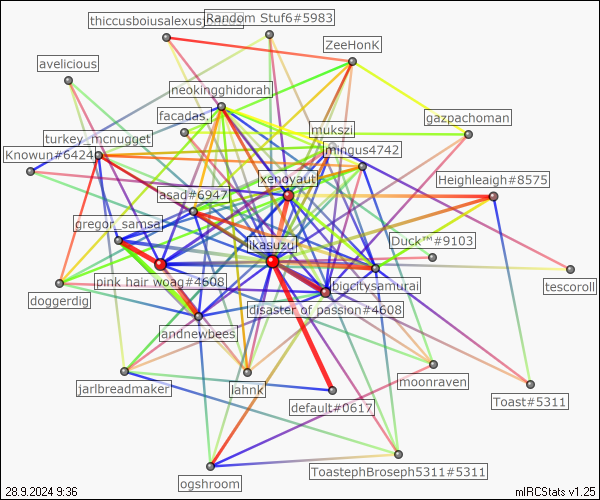 thiccusboiusalexus
Random Stuf6#5983
ZeeHonK
avelicious
neokingghidorah
facadas.
gazpachoman
mukszi
turkey_mcnugget
mingus4742
Knowun#6424
xenoyaut
Heighleigh#8575
asad#6947
gregor_samsa
ikasuzu
Duck™#9103
pink hair woag#4608
bigcitysamurai
tescoroll
doggerdig
disaster of passion#4608
andnewbees
jarlbreadmaker
lahnk
moonraven
default#0617
Toast#5311
ToastephBroseph5311#5311
ogshroom
28.9.2024 9:36
mIRCStats v1.25